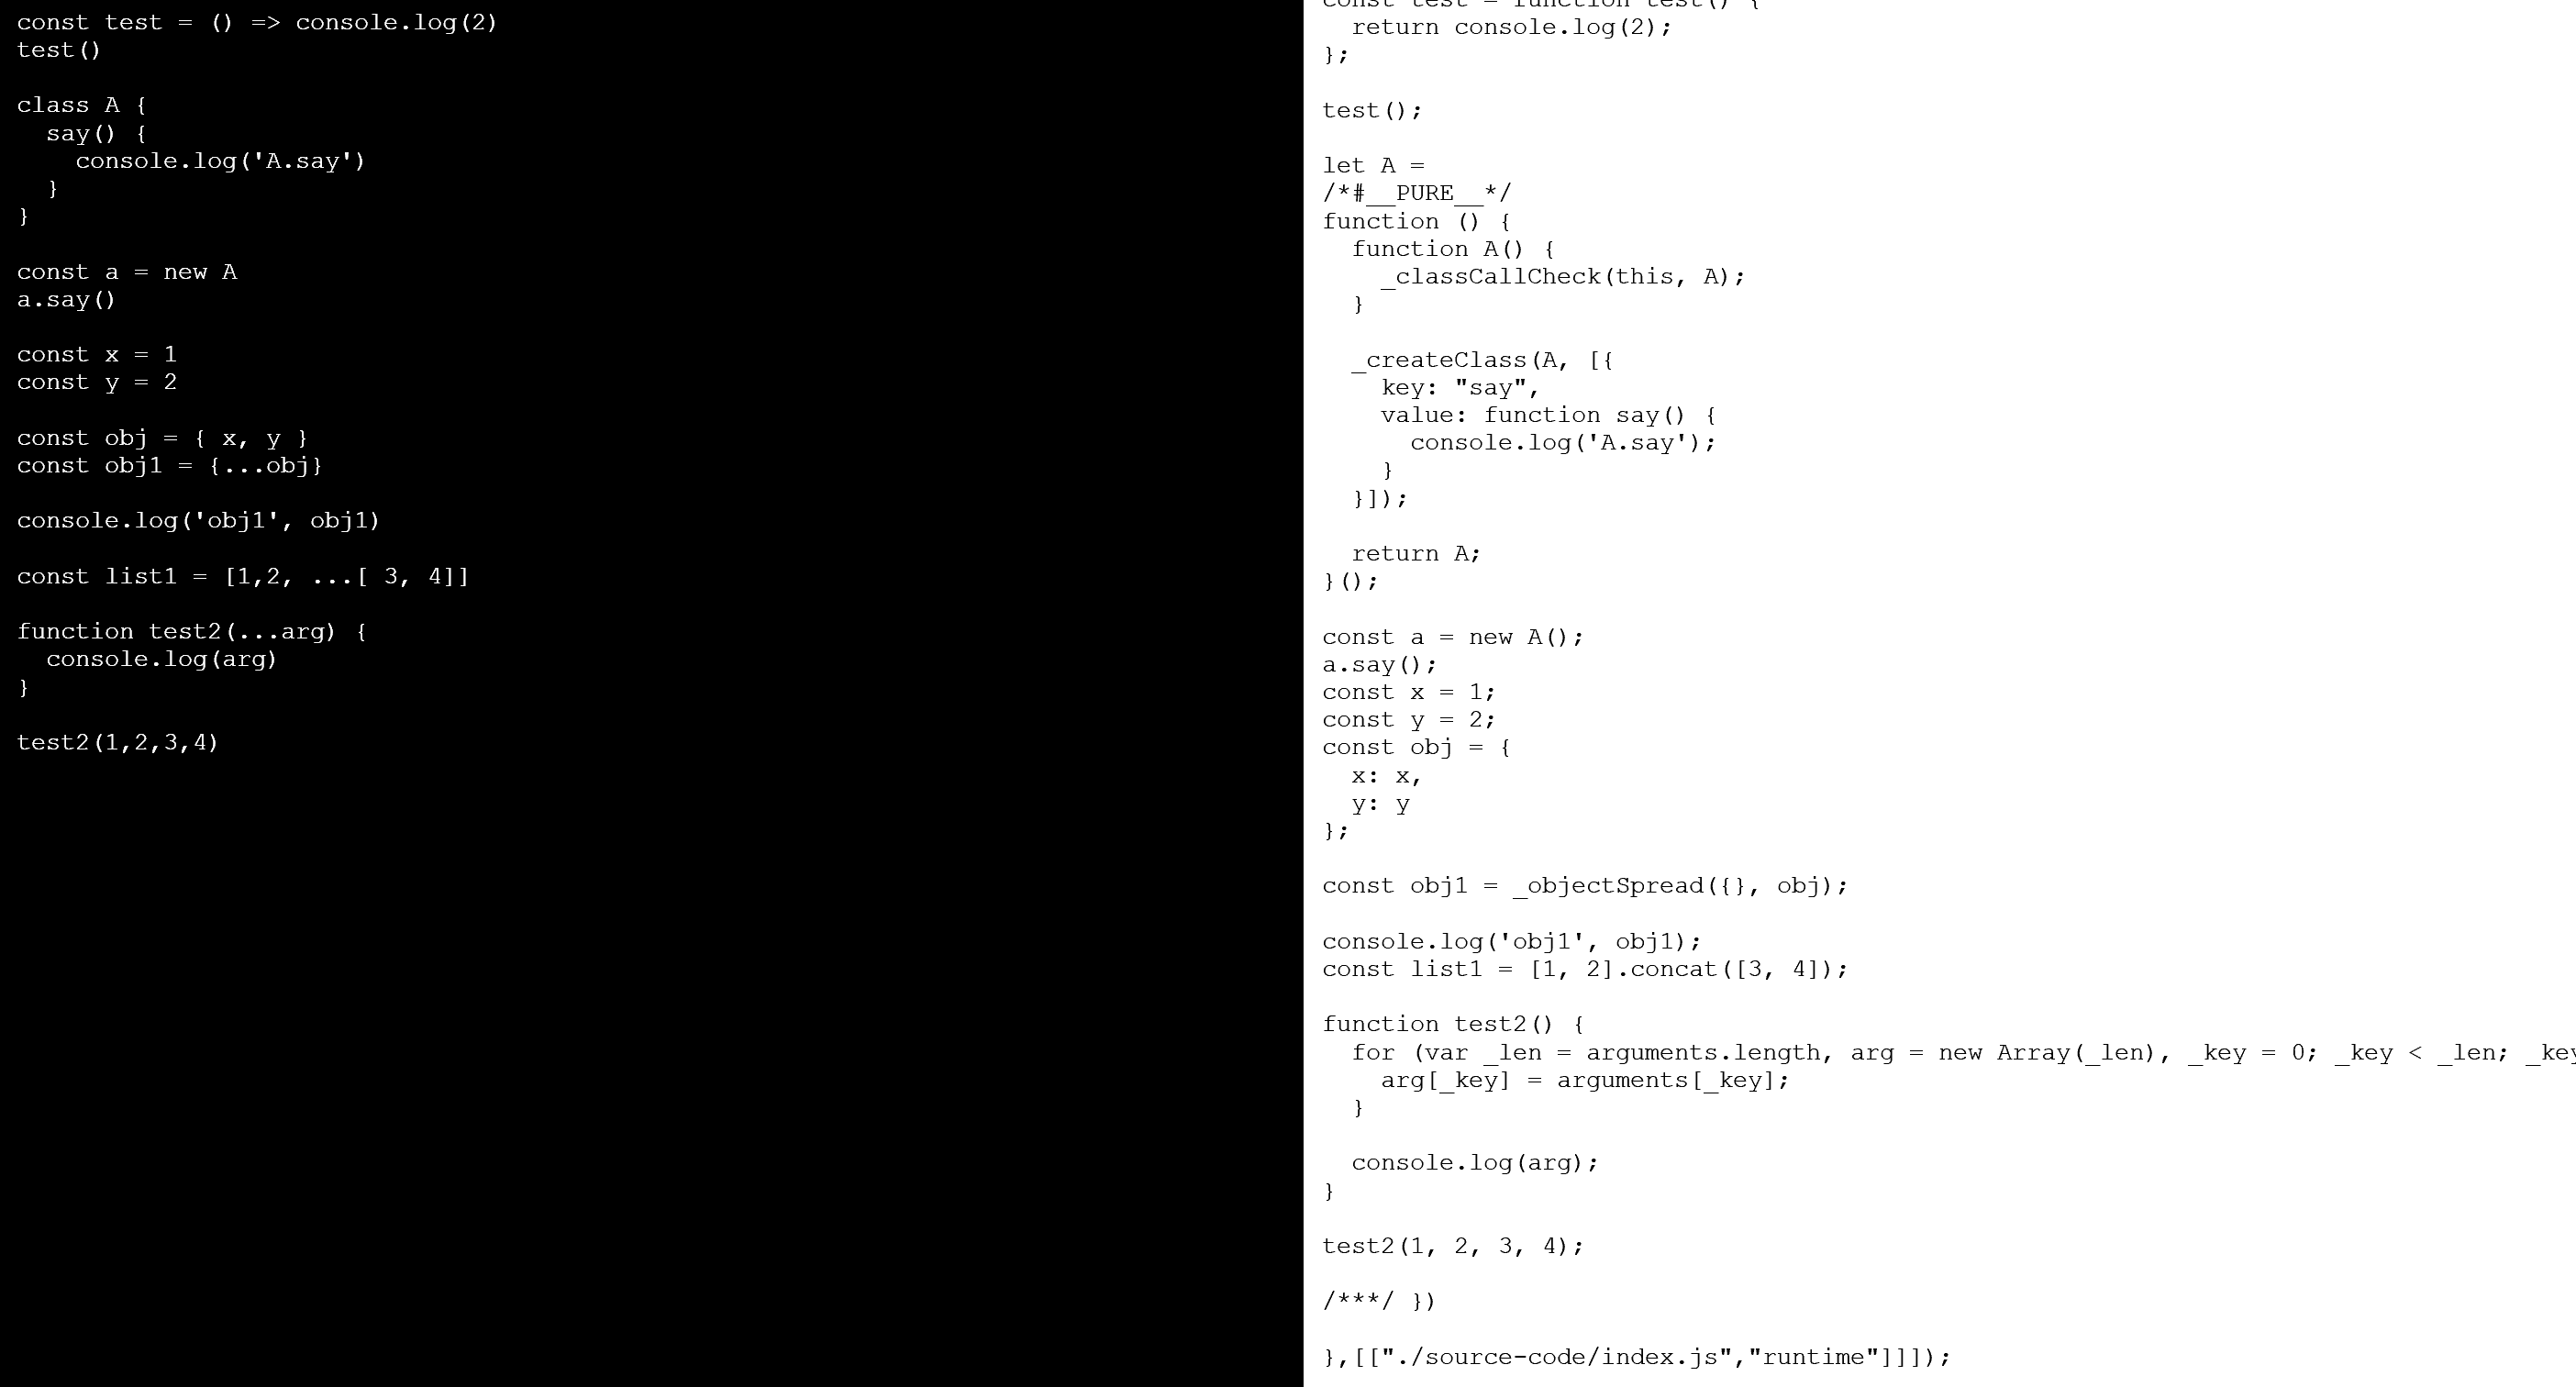 const test = () => console.log(2)
test()
class A {
  say() {
    console.log('A.say')
  }
}
const a = new A
a.say()
const x = 1
const y = 2
const obj = { x, y }
const obj1 = {...obj}
console.log('obj1', obj1)
const list1 = [1,2, ...[ 3, 4]]
function test2(...arg) {
  console.log(arg)
}
test2(1,2,3,4)
const test = function test() {
  return console.log(2);
};
test();
let A =
/*#__PURE__*/
function () {
  function A() {
    _classCallCheck(this, A);
  }
  _createClass(A, [{
    key: "say",
    value: function say() {
      console.log('A.say');
    }
  }]);
  return A;
}();
const a = new A();
a.say();
const x = 1;
const y = 2;
const obj = {
  x: x,
  y: y
};
const obj1 = _objectSpread({}, obj);
console.log('obj1', obj1);
const list1 = [1, 2].concat([3, 4]);
function test2() {
  for (var _len = arguments.length, arg = new Array(_len), _key = 0; _key < _len; _key
    arg[_key] = arguments[_key];
  }
  console.log(arg);
}
test2(1, 2, 3, 4);
/***/ })
},[["./source-code/index.js","runtime"]]]);